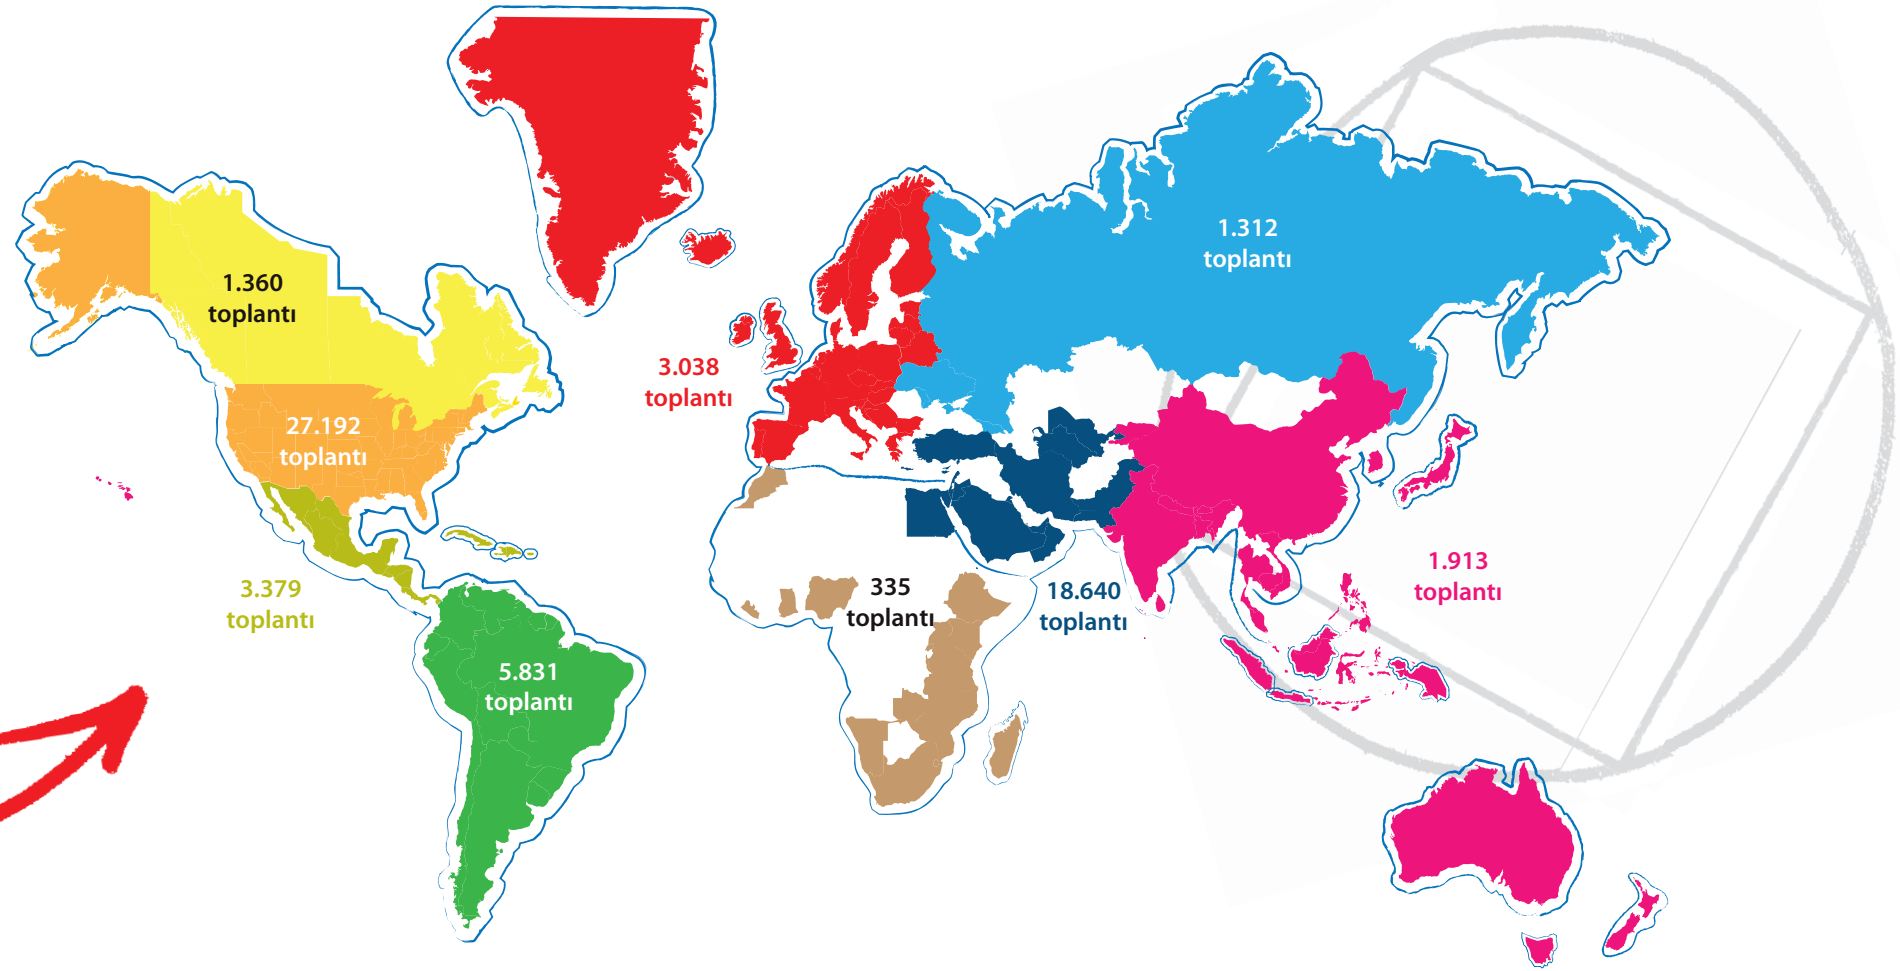 1.312
toplantı
1.360
toplantı
3.038
toplantı
27.192
toplantı
1.913
toplantı
3.379
toplantı
335
toplantı
18.640
toplantı
5.831
toplantı